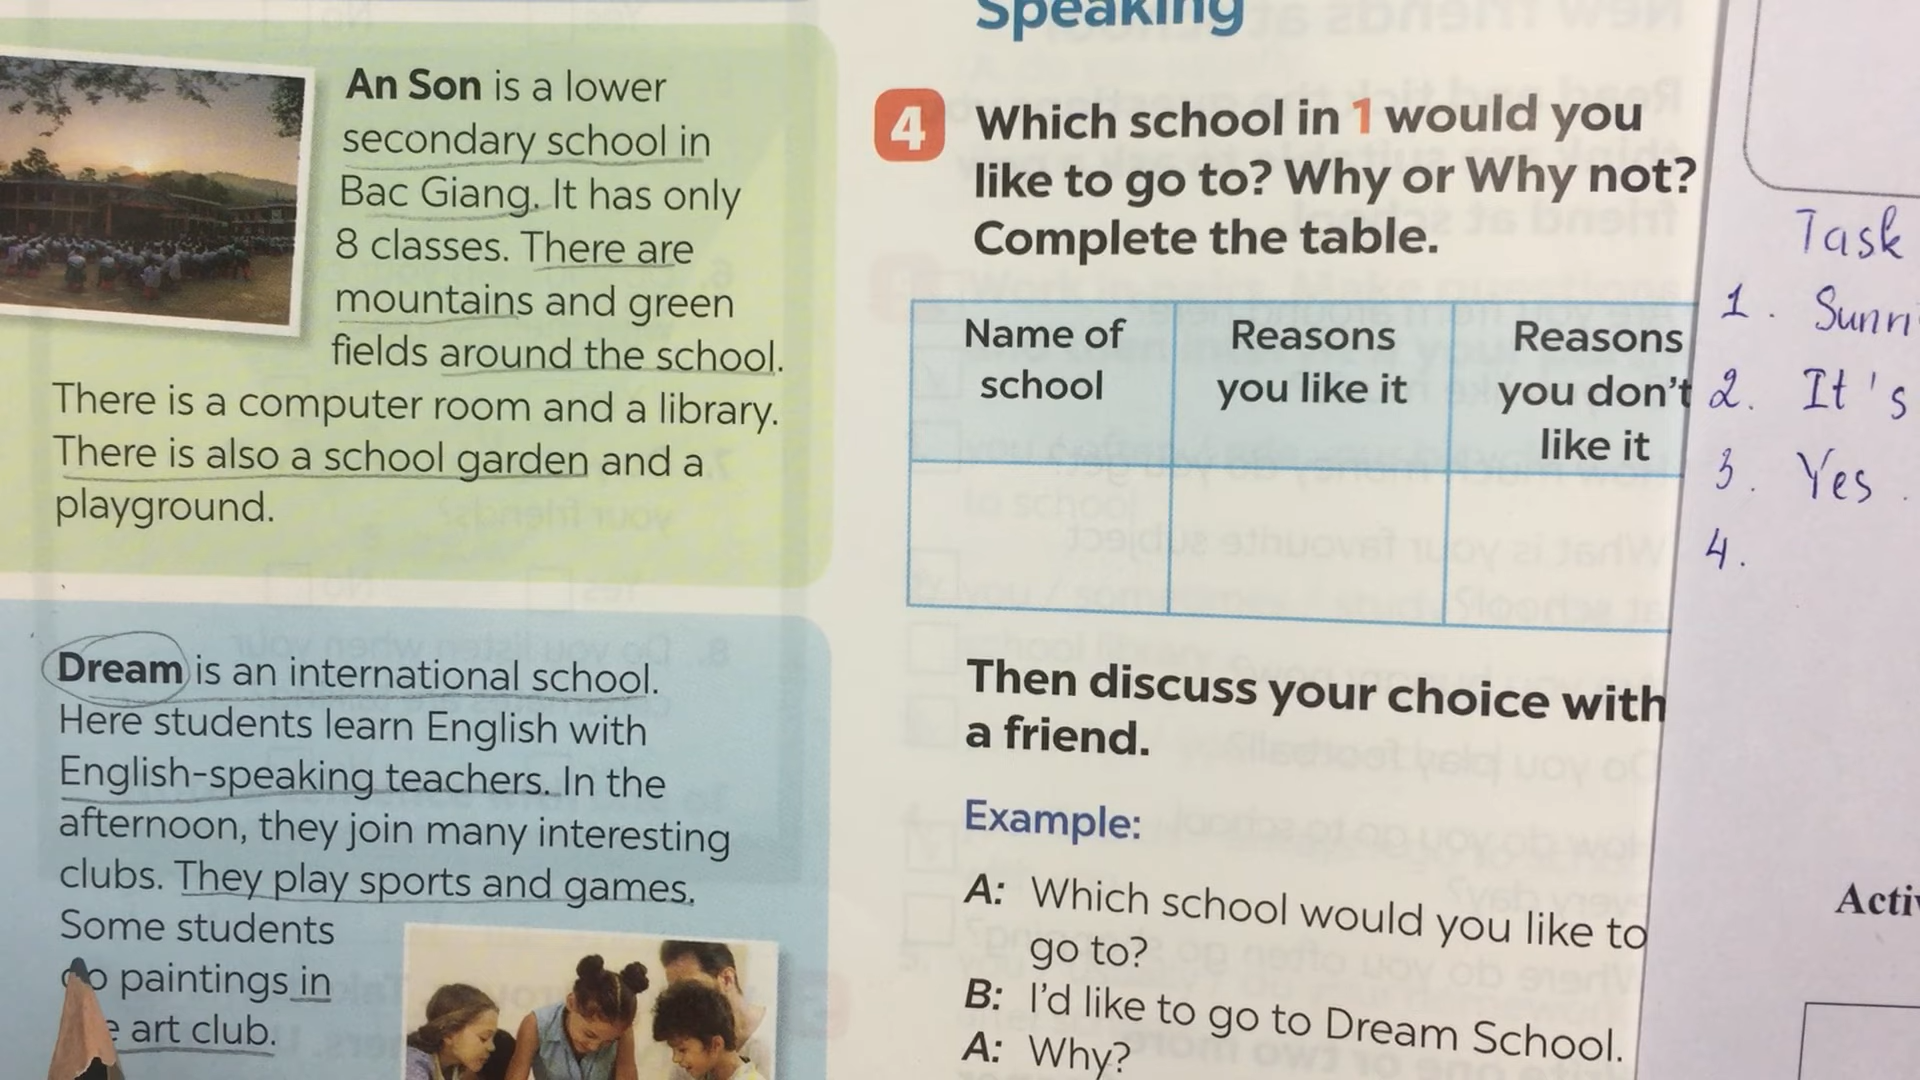 An Son is a lower
secondary school in
Bac Giang. It has only
8 classes. There are
mountains and green
fields around the school.
There is a computer room and a library.
There is also a school garden and a
playground.
Dream is an international school.
Here students learn English with
English-speaking teachers. In the
afternoon, they join many interesting
clubs. They play sports and games.
Some students
do paintings in
art club.
Speaking
4 Which school in 1 would you
like to go to? Why or Why not?
Complete the table.
Name of
school
Reasons
you like it
Reasons
you don't
like it
Then discuss your choice with
a friend.
Example:
A: Which school would you like to
go to?
B: I'd like to go to Dream School.
A: Why?
Task
1. Sunri
2. It's
3. Yes.
4.
Activ